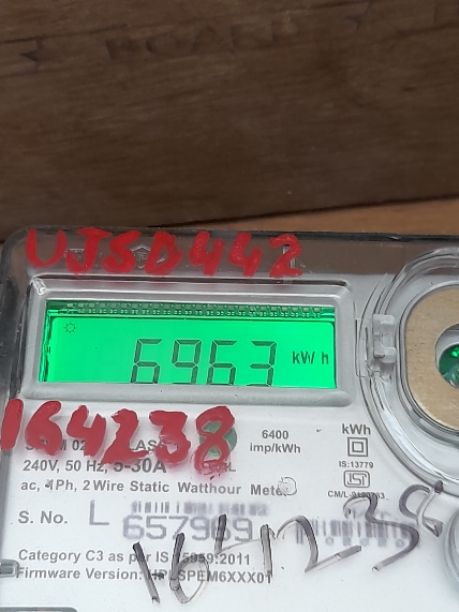 UJSD442
6963 kWh
164238
6400
imp/kWh
kWh
IS:13779
240V, 50 Hz, 5-30A
ac, 1Ph, 2 Wire Static Watthour Meter
S. No. L 657969
Category C3 as per IS 15959:2011
Firmware Version: HPLSPEM6XXX01